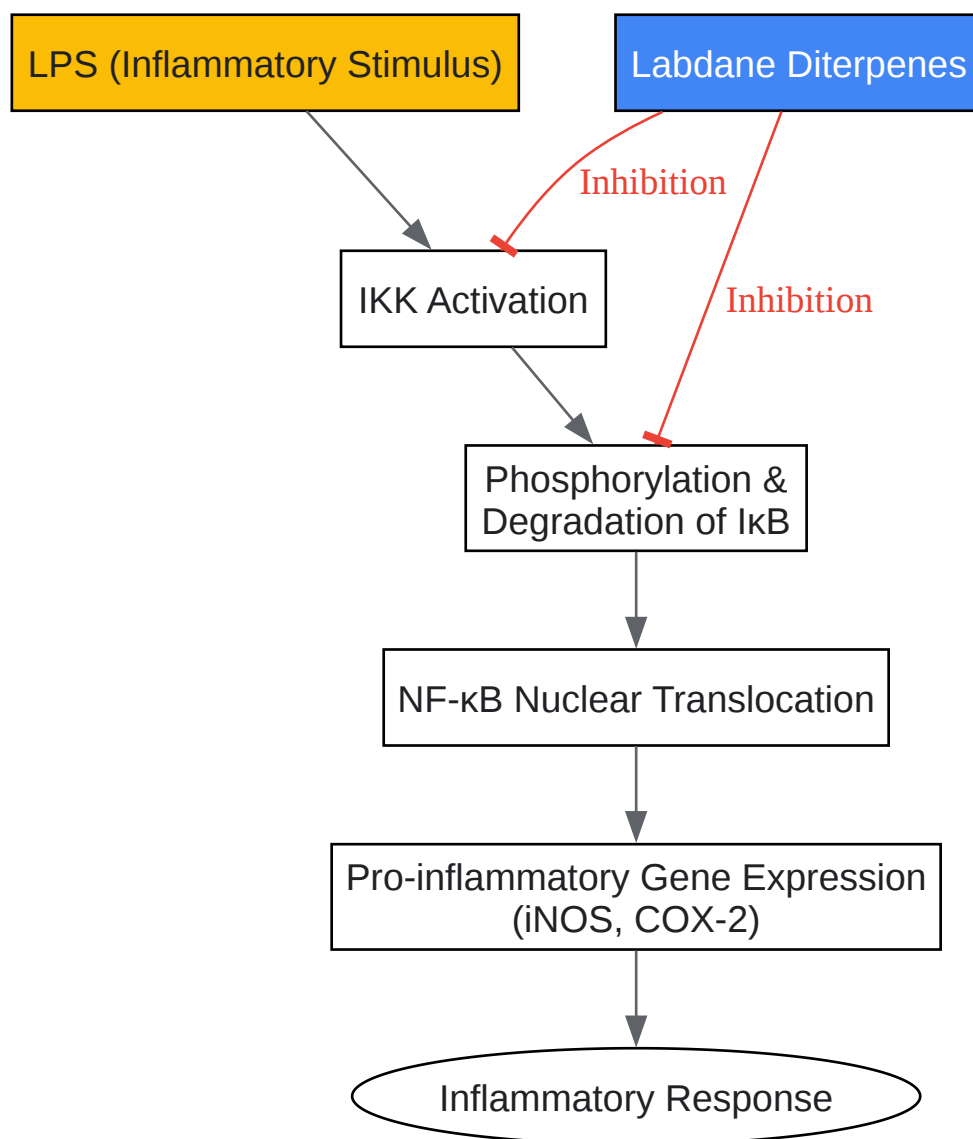 LPS (Inflammatory Stimulus)
Labdane Diterpenes
Inhibition
IKK Activation
Inhibition
Phosphorylation &
Degradation of IκB
NF-κB Nuclear Translocation
Pro-inflammatory Gene Expression
(iNOS, COX-2)
Inflammatory Response